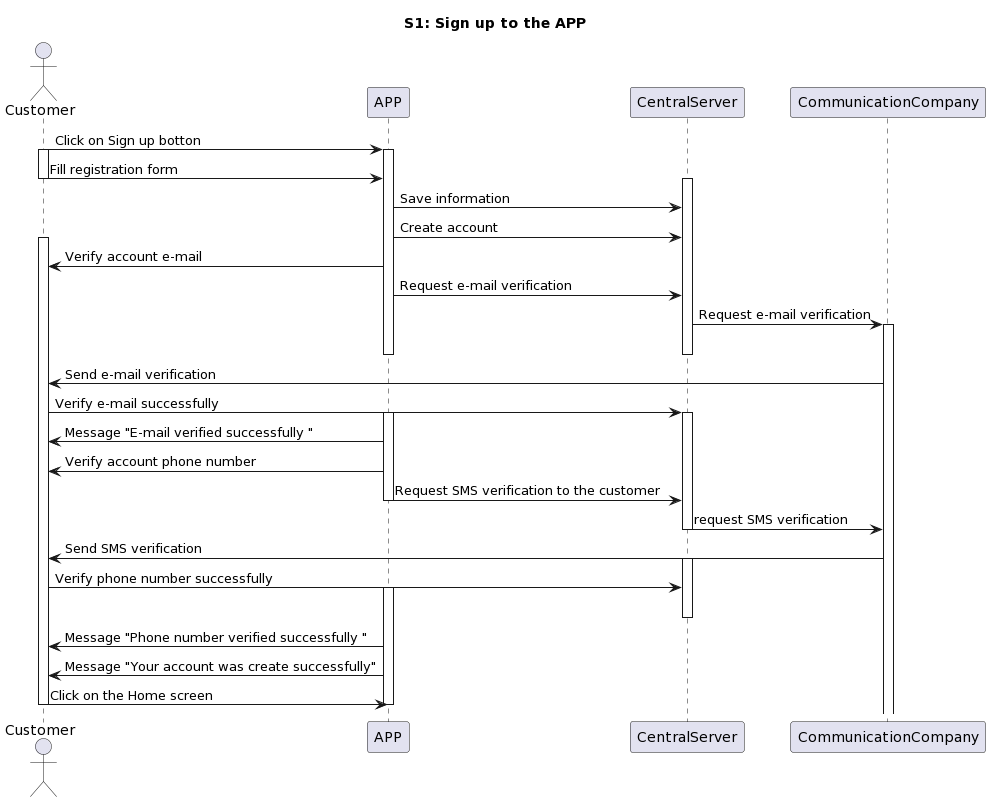 S1: Sign up to the APP
Customer
APP
CentralServer
CommunicationCompany
Click on Sign up botton
Fill registration form
Save information
Create account
Verify account e-mail
Request e-mail verification
Request e-mail verification
Send e-mail verification
Verify e-mail successfully
Message "E-mail verified successfully "
Verify account phone number
Request SMS verification to the customer
request SMS verification
Send SMS verification
Verify phone number successfully
Message "Phone number verified successfully "
Message "Your account was create successfully"
Click on the Home screen
Customer
APP
CentralServer
CommunicationCompany